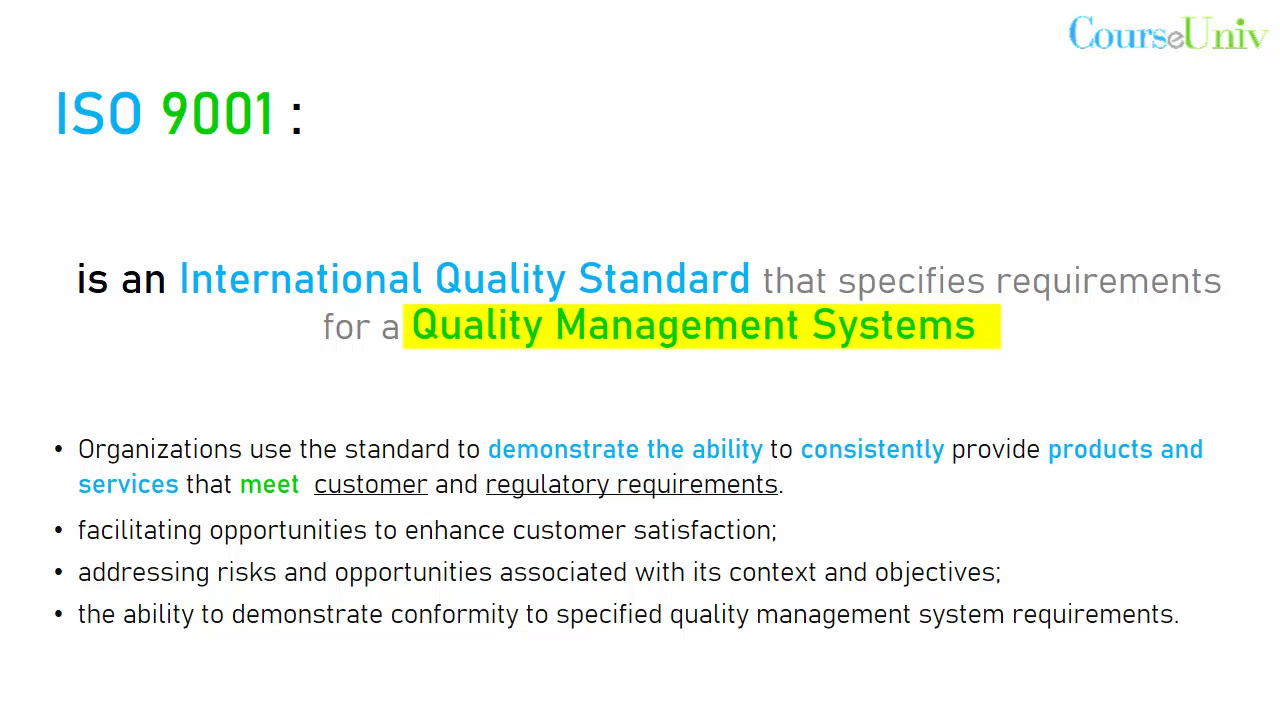 CourseUniv
ISO 9001 :
is an International Quality Standard that specifies requirements
for a Quality Management Systems
• Organizations use the standard to demonstrate the ability to consistently provide products and
services that meet customer and regulatory requirements.
• facilitating opportunities to enhance customer satisfaction;
• addressing risks and opportunities associated with its context and objectives;
• the ability to demonstrate conformity to specified quality management system requirements.